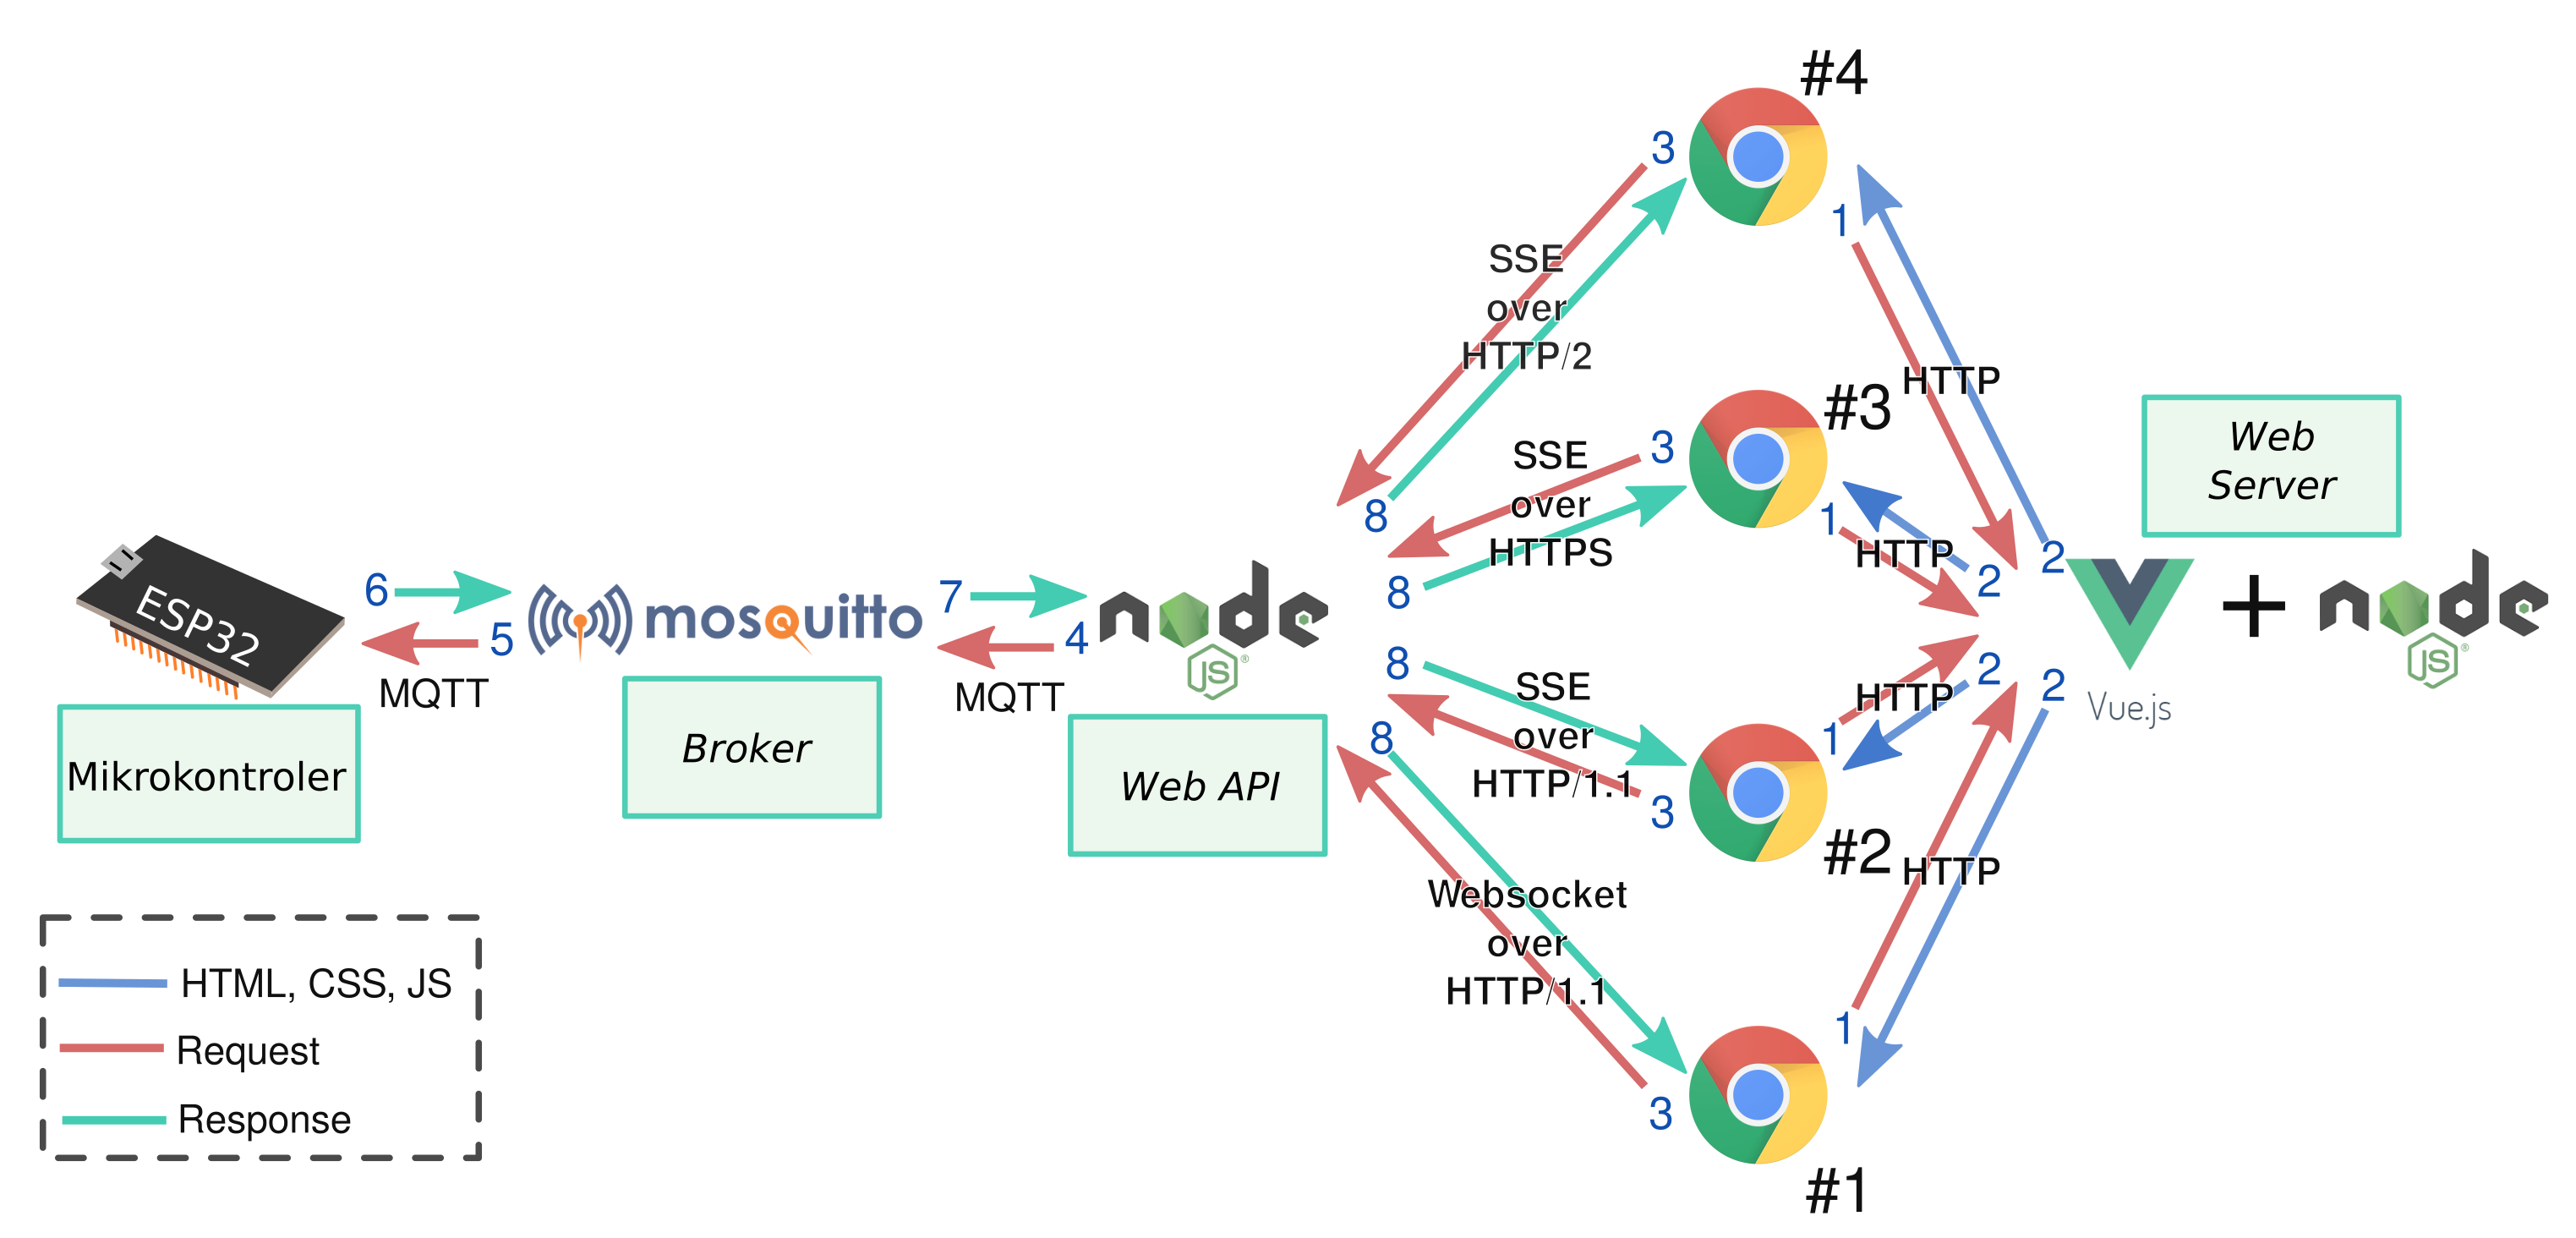 #4
3
1
SSE
over
HTTP/2
HTTP
#3
3
SSE
over
HTTPS
8
8
1
HTTP
2
2
Web
Server
ESP32
6
5
MQTT
mosquitto
7
4
MQTT
node
JS
®
Vue.js
+
node
JS
®
Mikrokontroler
Broker
Web API
8
8
SSE
over
HTTP/1.1
3
1
HTTP
2
2
#2
HTTP
Websocket
over
HTTP/1.1
3
1
#1
HTML, CSS, JS
Request
Response